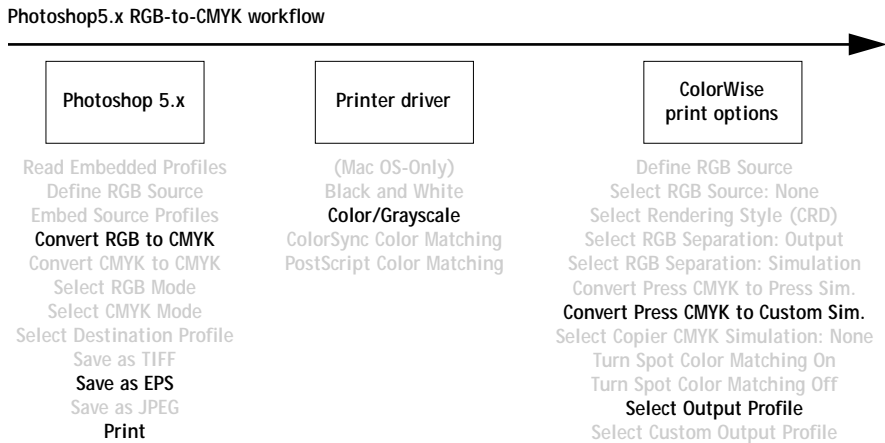 Photoshop5.x RGB-to-CMYK workflow
Photoshop 5.x
Read Embedded Profiles
Define RGB Source
Embed Source Profiles
Convert RGB to CMYK
Convert CMYK to CMYK
Select RGB Mode
Select CMYK Mode
Select Destination Profile
Save as TIFF
Save as EPS
Save as JPEG
Print
Printer driver
(Mac OS-Only)
Black and White
Color/Grayscale
ColorSync Color Matching
PostScript Color Matching
ColorWise
print options
Define RGB Source
Select RGB Source: None
Select Rendering Style (CRD)
Select RGB Separation: Output
Select RGB Separation: Simulation
Convert Press CMYK to Press Sim.
Convert Press CMYK to Custom Sim.
Select Copier CMYK Simulation: None
Turn Spot Color Matching On
Turn Spot Color Matching Off
Select Output Profile
Select Custom Output Profile